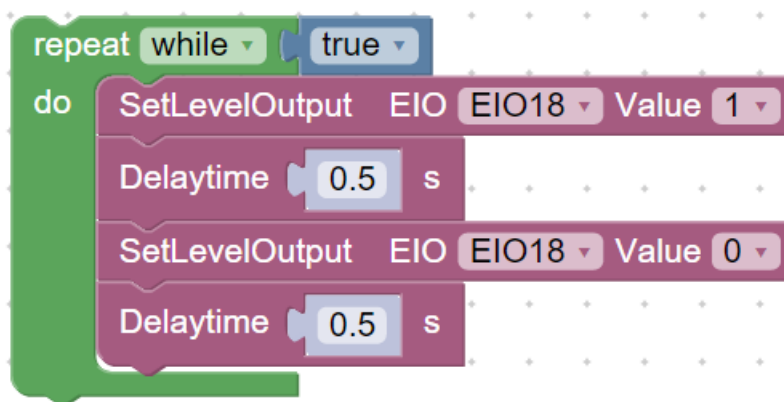 repeat while true
do SetLevelOutput EIO EIO18 Value 1
Delaytime 0.5 s
SetLevelOutput EIO EIO18 Value 0
Delaytime 0.5 s